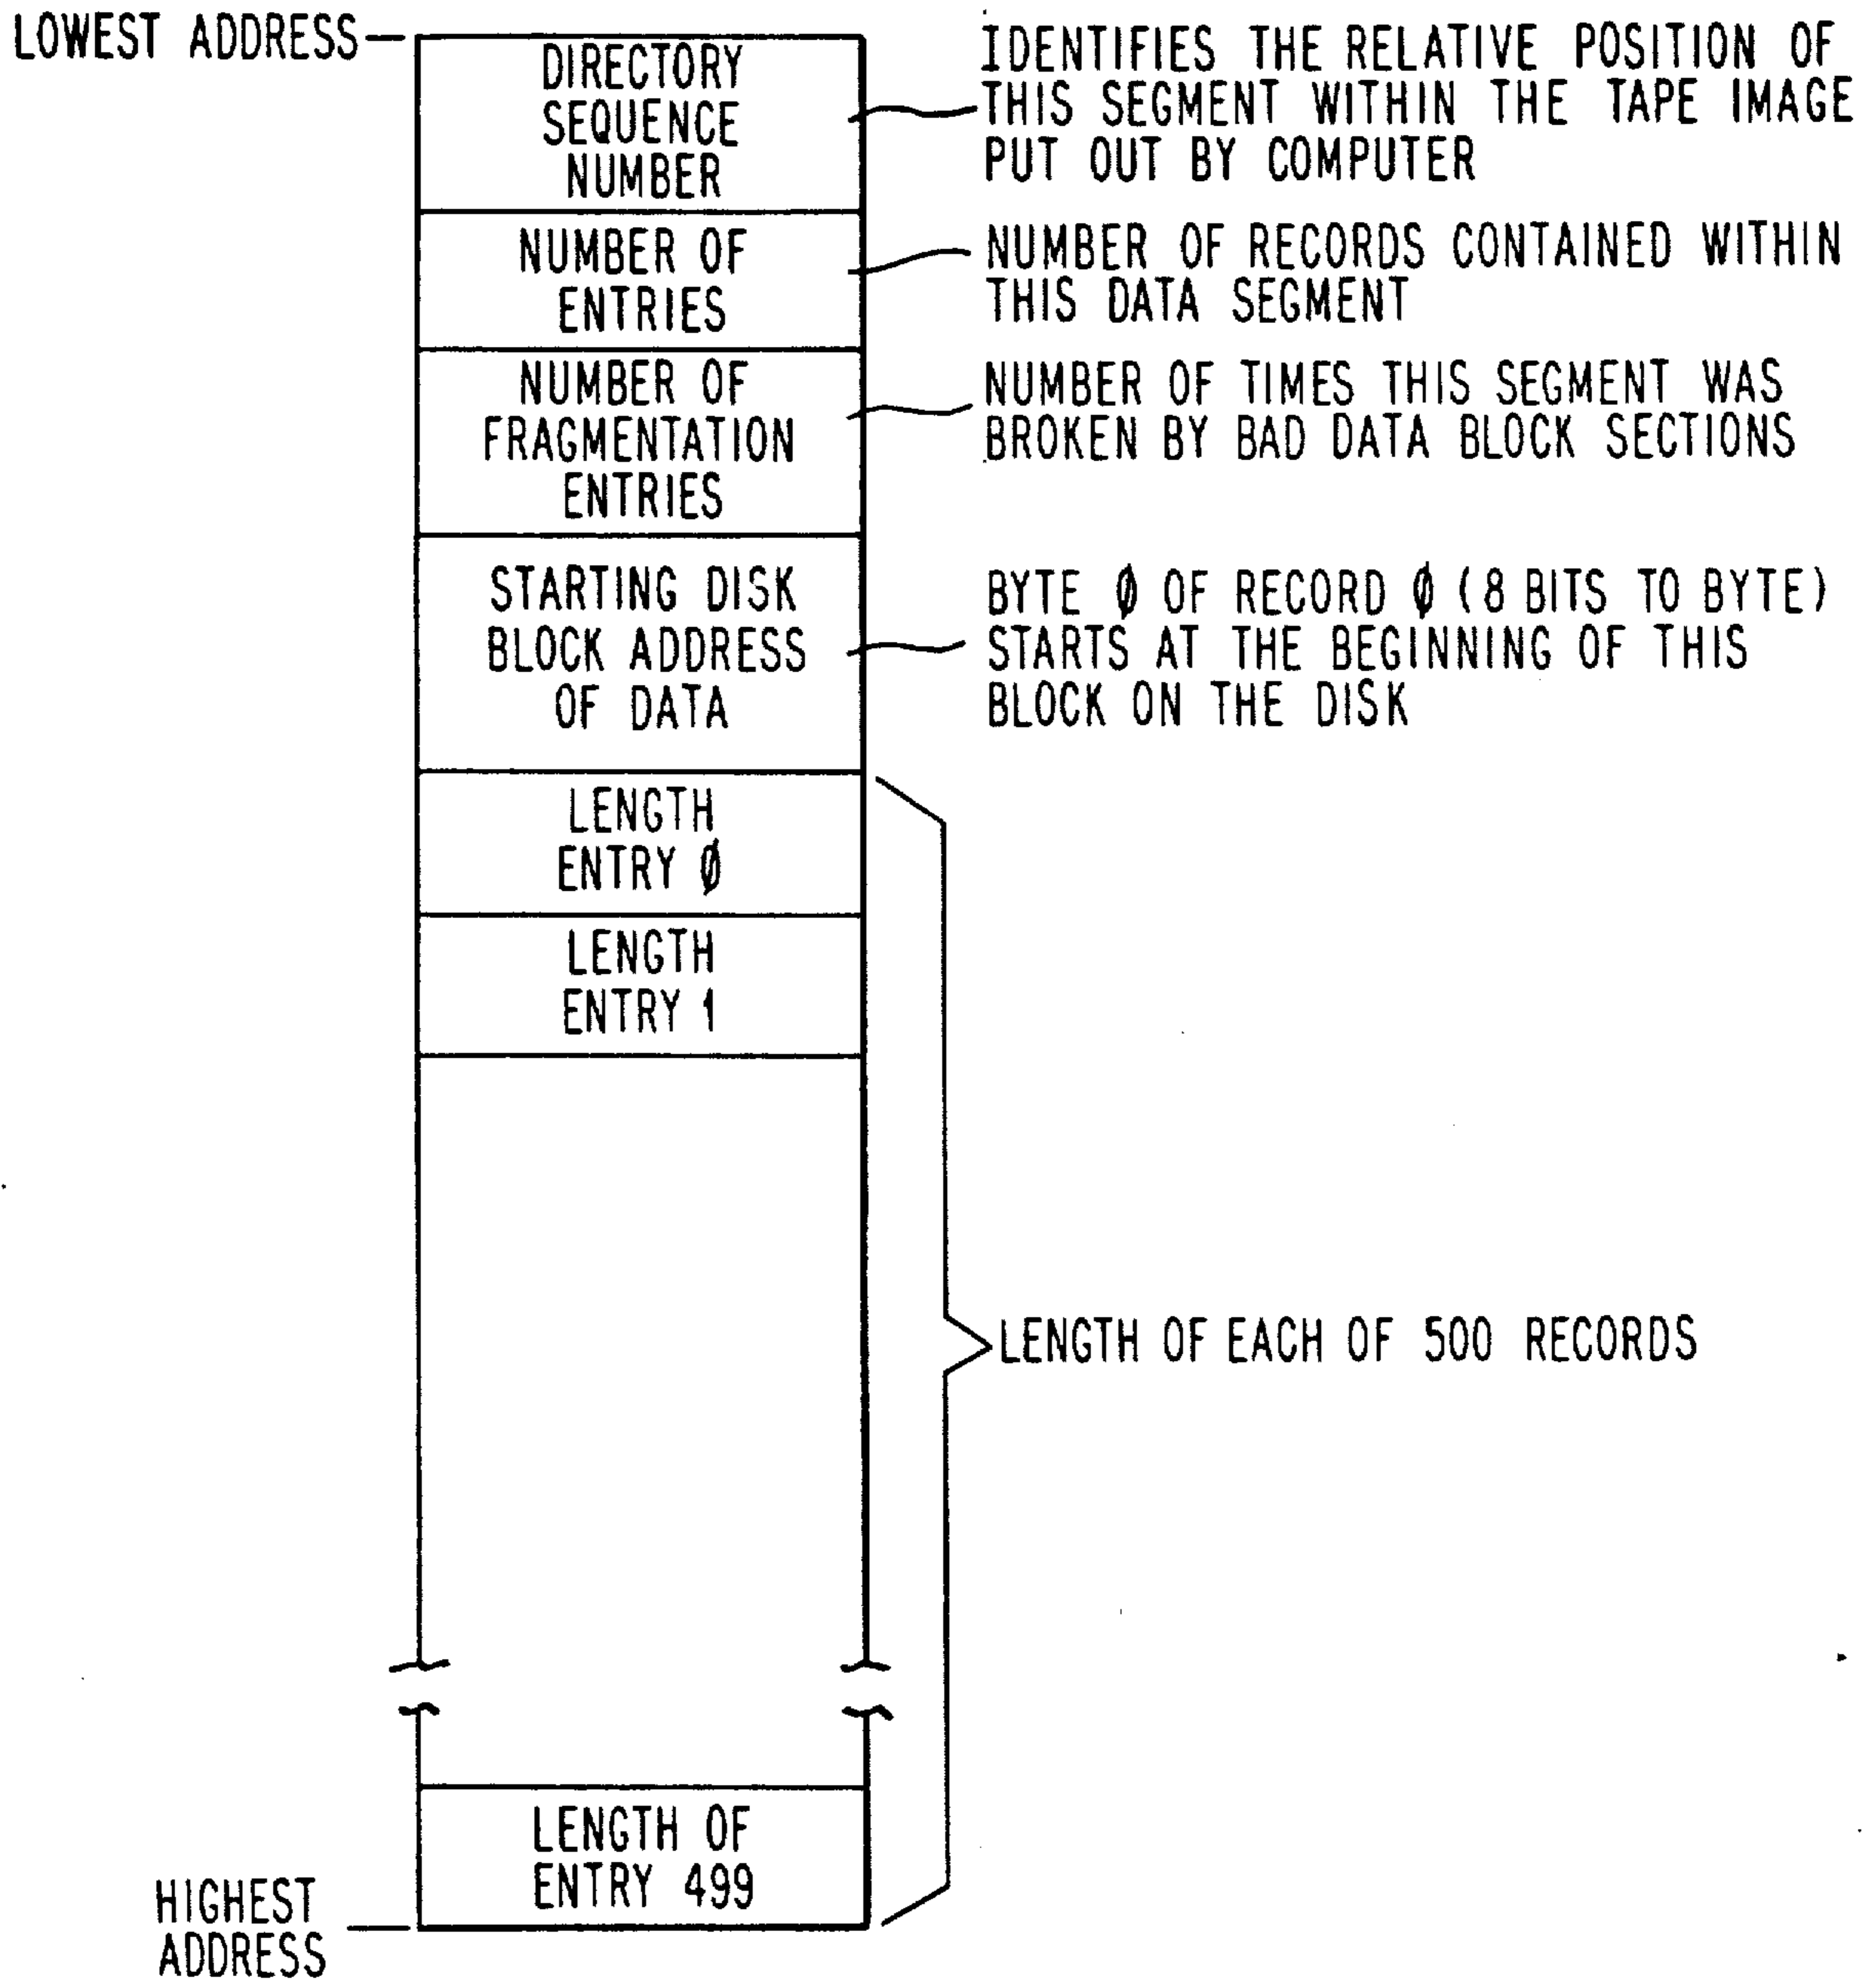 LOWEST ADDRESS
DIRECTORY
SEQUENCE
NUMBER
IDENTIFIES THE RELATIVE POSITION OF
THIS SEGMENT WITHIN THE TAPE IMAGE
PUT OUT BY COMPUTER
NUMBER OF
ENTRIES
NUMBER OF RECORDS CONTAINED WITHIN
THIS DATA SEGMENT
NUMBER OF
FRAGMENTATION
ENTRIES
NUMBER OF TIMES THIS SEGMENT WAS
BROKEN BY BAD DATA BLOCK SECTIONS
STARTING DISK
BLOCK ADDRESS
OF DATA
BYTE Ø OF RECORD Ø (8 BITS TO BYTE)
STARTS AT THE BEGINNING OF THIS
BLOCK ON THE DISK
LENGTH
ENTRY Ø
LENGTH
ENTRY 1
LENGTH OF EACH OF 500 RECORDS
LENGTH OF
ENTRY 499
HIGHEST
ADDRESS